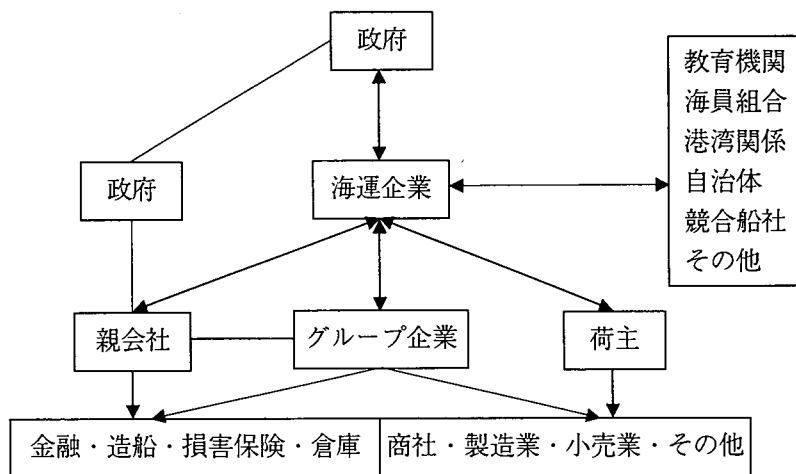 政府
教育機関
海員組合
港湾関係
自治体
競合船社
その他
政府
海運企業
親会社
グループ企業
荷主
金融・造船・損害保険・倉庫
商社・製造業・小売業・その他